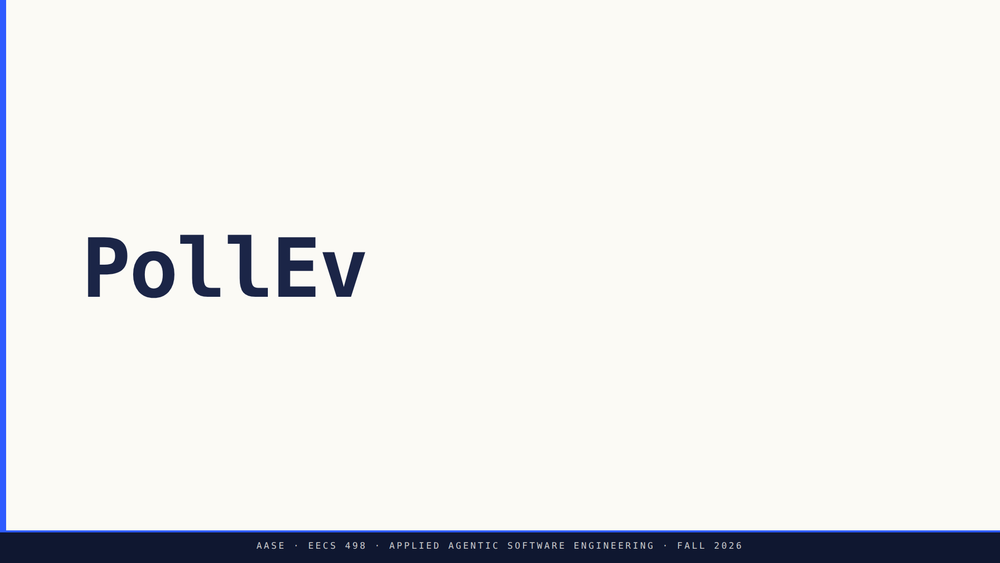 PollEv
AASE · EECS 498 · APPLIED AGENTIC SOFTWARE ENGINEERING · FALL 2026